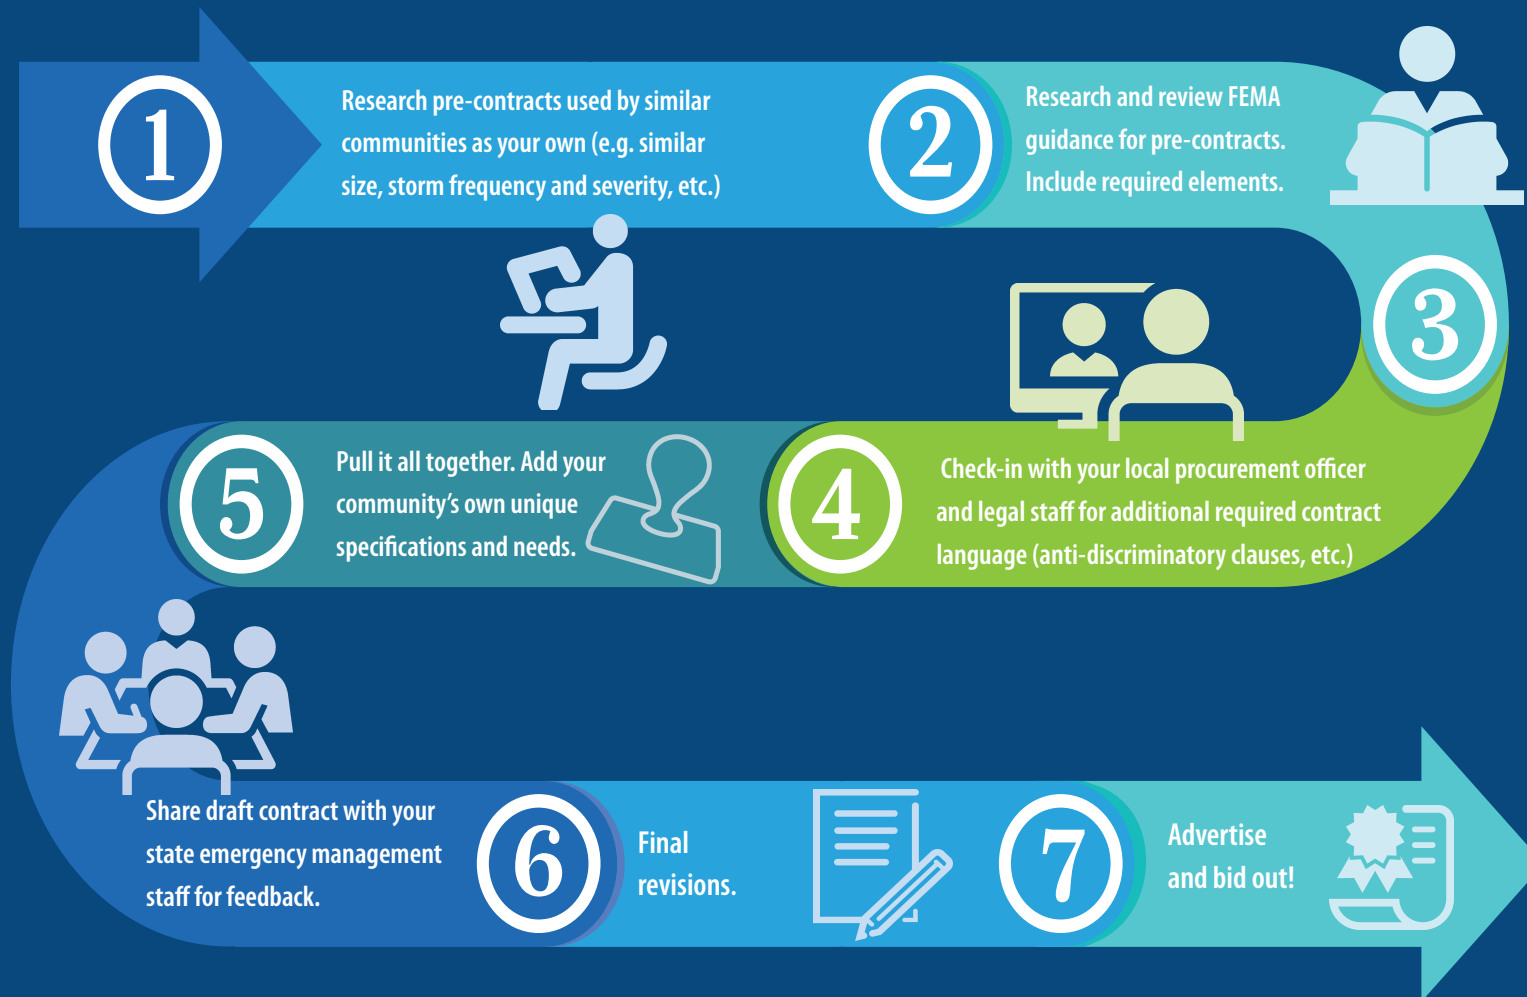 1
Research pre-contracts used by similar
communities as your own (e.g. similar
size, storm frequency and severity, etc.)
2
Research and review FEMA
guidance for pre-contracts.
Include required elements.
3
Check-in with your local procurement officer
and legal staff for additional required contract
language (anti-discriminatory clauses, etc.)
4
Pull it all together. Add your
community’s own unique
specifications and needs.
5
Share draft contract with your
state emergency management
staff for feedback.
6
Final
revisions.
7
Advertise
and bid out!